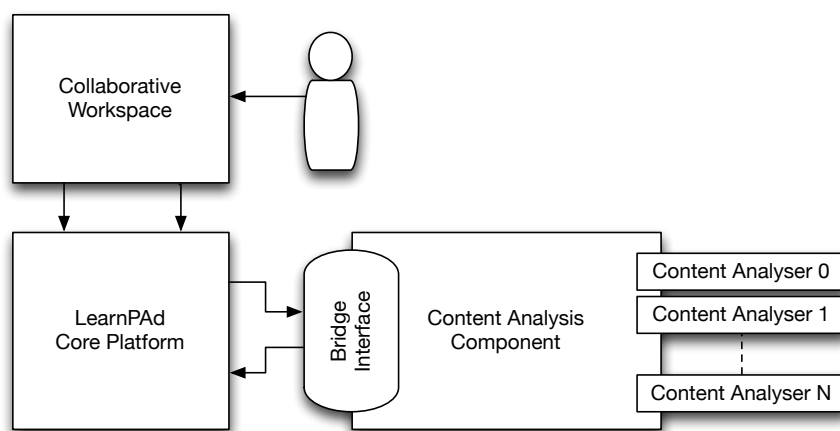 Collaborative
Workspace
LearnPAd
Core Platform
Bridge
Interface
Content Analysis
Component
Content Analyser 0
Content Analyser 1
Content Analyser N